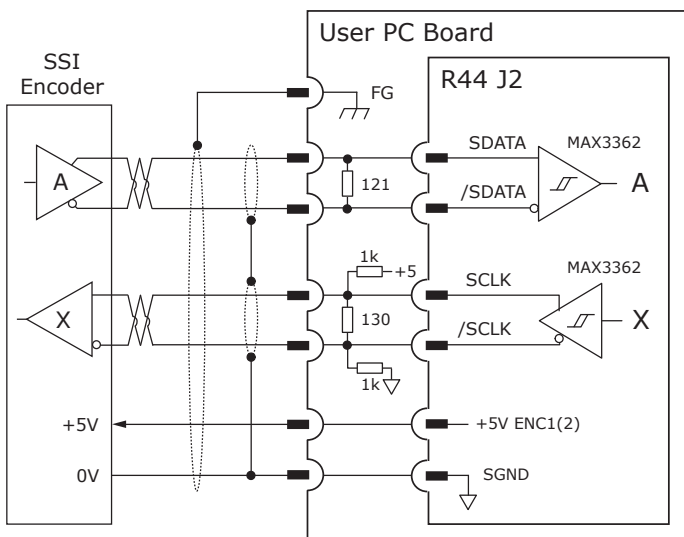 User PC Board
SSI
Encoder
R44 J2
FG
SDATA
MAX3362
A
121
A
/SDATA
1k
+5
SCLK
MAX3362
X
130
X
/SCLK
1k
+5V
+5V ENC1(2)
0V
SGND